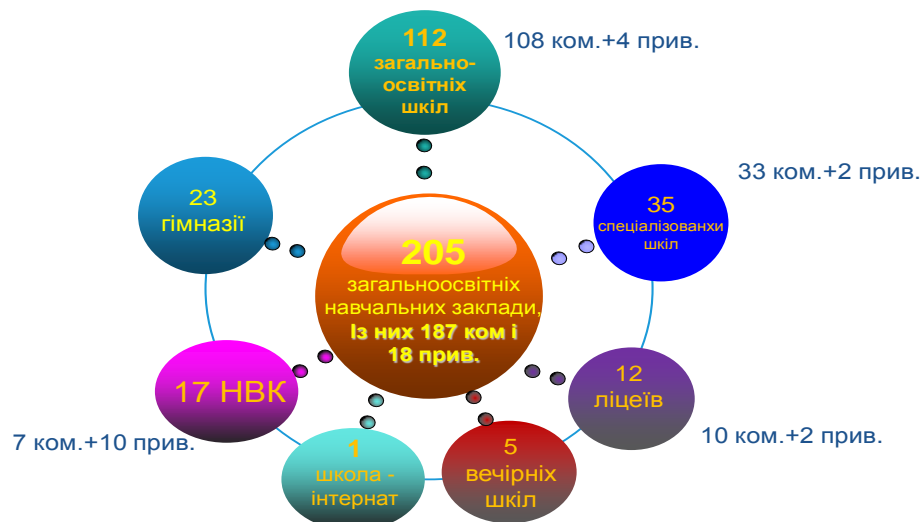 112
загально-
освітніх
шкіл
108 ком.+4 прив.
23
гімназії
35
спеціалізованхи
шкіл
33 ком.+2 прив.
205
загальноосвітніх
навчальних заклади,
Із них 187 ком і
18 прив.
17 НВК
7 ком.+10 прив.
12
ліцеїв
10 ком.+2 прив.
1
школа -
інтернат
5
вечірніх
шкіл